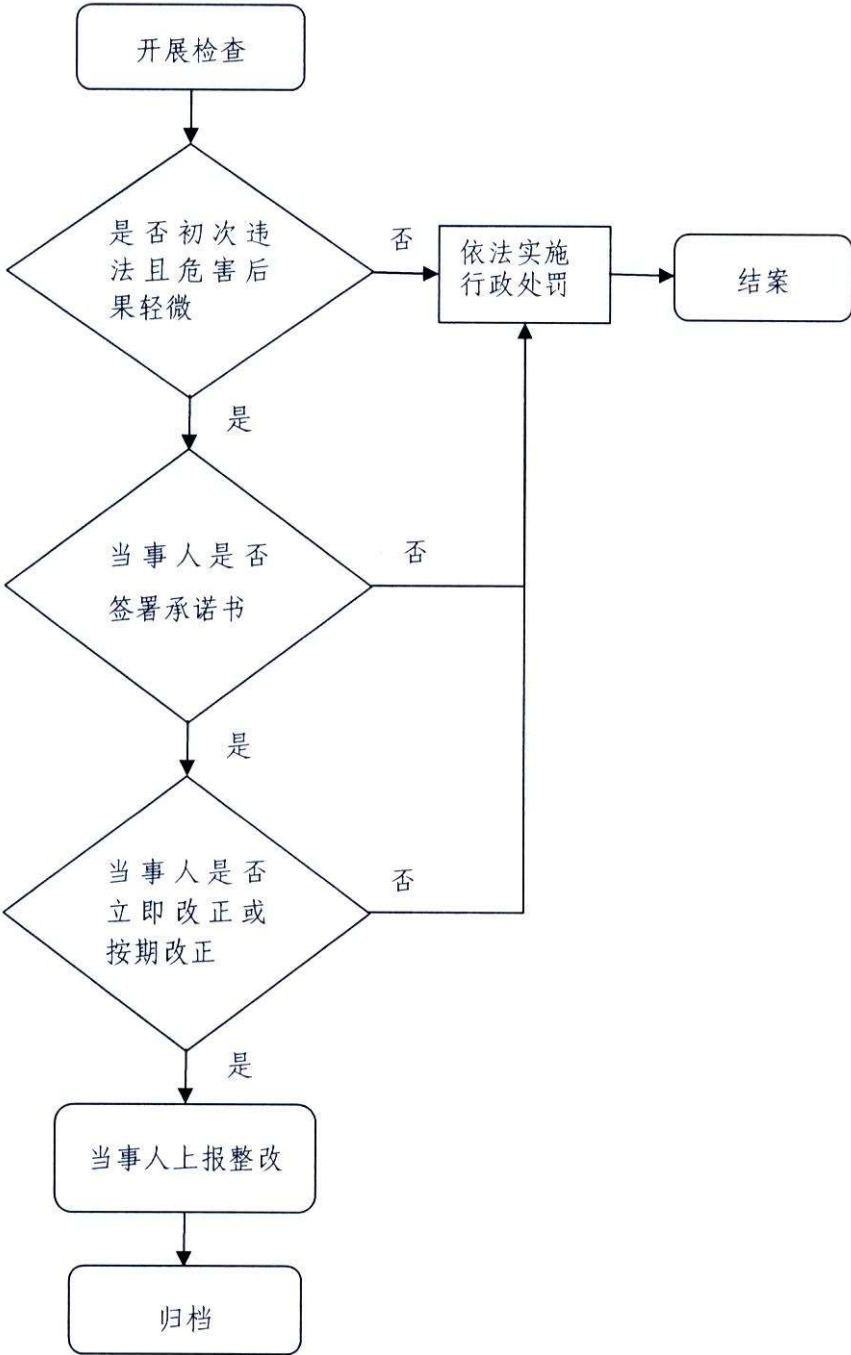 开展检查
是否初次违
法且危害后
果轻微
否
依法实施
行政处罚
结案
是
当事人是否
签署承诺书
否
是
当事人是否
立即改正或
按期改正
否
是
当事人上报整改
归档